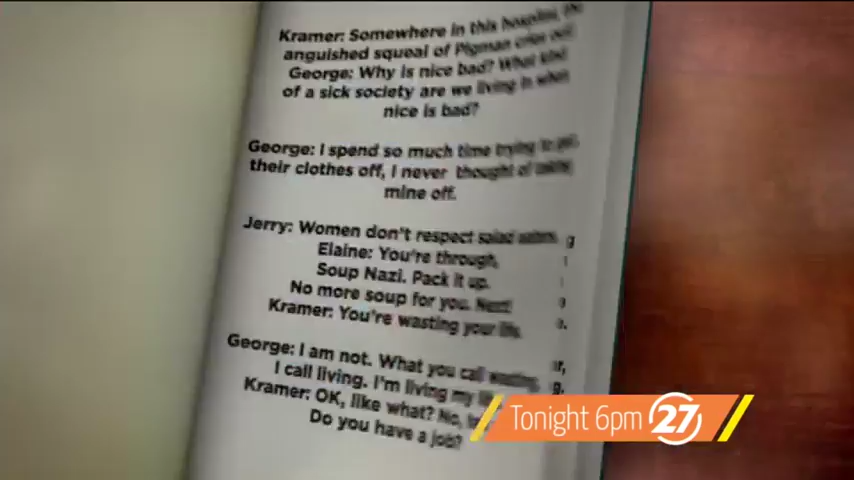 Kramer: Somewhere in this hospital, the
anguished squeal of Pigman cries out.
George: Why is nice bad? What kind
of a sick society are we living in when
nice is bad?
George: I spend so much time trying to get
their clothes off, I never thought of taking
mine off.
Jerry: Women don't respect salad eaters.
Elaine: You're through,
Soup Nazi. Pack it up.
No more soup for you. Next!
Kramer: You're wasting your life.
George: I am not. What you call wasting,
I call living. I'm living my life
Kramer: OK, like what? No,
Do you have a job?
Tonight 6pm 27